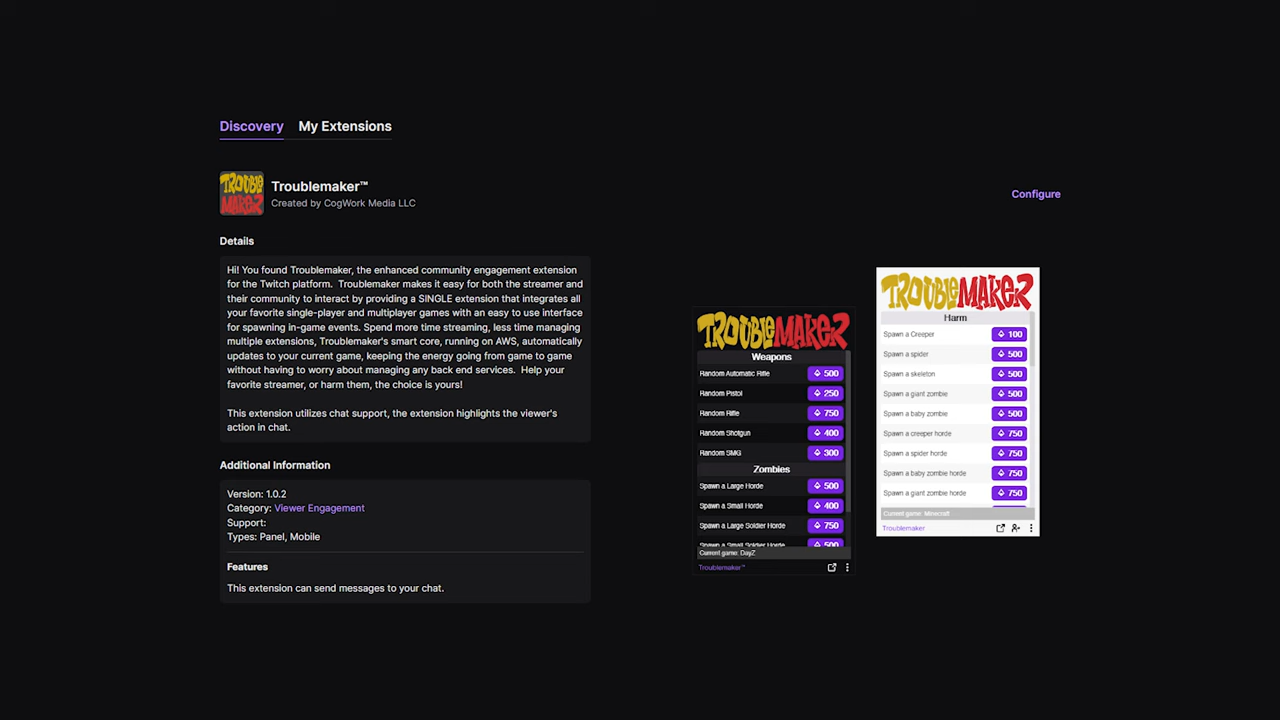 Discovery
My Extensions
TROUBLE
MAKER
Troublemaker™
Created by CogWork Media LLC
Configure
Details
Hi! You found Troublemaker, the enhanced community engagement extension
for the Twitch platform. Troublemaker makes it easy for both the streamer and
their community to interact by providing a SINGLE extension that integrates all
your favorite single-player and multiplayer games with an easy to use interface
for spawning in-game events. Spend more time streaming, less time managing
multiple extensions, Troublemaker's smart core, running on AWS, automatically
updates to your current game, keeping the energy going from game to game
without having to worry about managing any back end services. Help your
favorite streamer, or harm them, the choice is yours!
This extension utilizes chat support, the extension highlights the viewer's
action in chat.
Additional Information
Version: 1.0.2
Category: Viewer Engagement
Support:
Types: Panel, Mobile
Features
This extension can send messages to your chat.
TROUBLEMAKER
Weapons
Random Automatic Rifle 500
Random Pistol 250
Random Rifle 750
Random Shotgun 400
Random SMG 300
Zombies
Spawn a Large Horde 500
Spawn a Small Horde 400
Spawn a Large Soldier Horde 750
Spawn a Small Soldier Horde 500
Current game: DayZ
Troublemaker™
TROUBLEMAKER
Harm
Spawn a Creeper 100
Spawn a spider 500
Spawn a skeleton 500
Spawn a giant zombie 500
Spawn a baby zombie 500
Spawn a creeper horde 750
Spawn a spider horde 750
Spawn a baby zombie horde 750
Spawn a giant zombie horde 750
Current game: Minecraft
Troublemaker